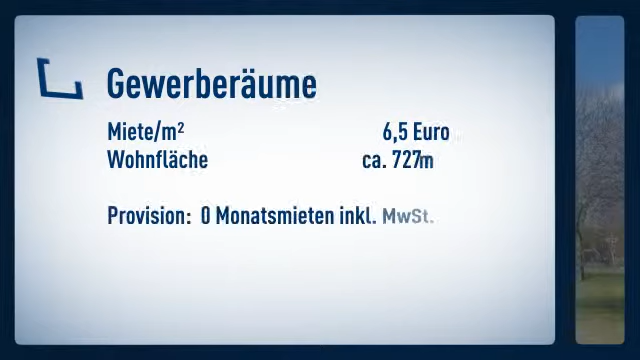 Gewerberäume
Miete/m² 6,5 Euro
Wohnfläche ca. 727m
Provision: 0 Monatsmieten inkl. MwSt.